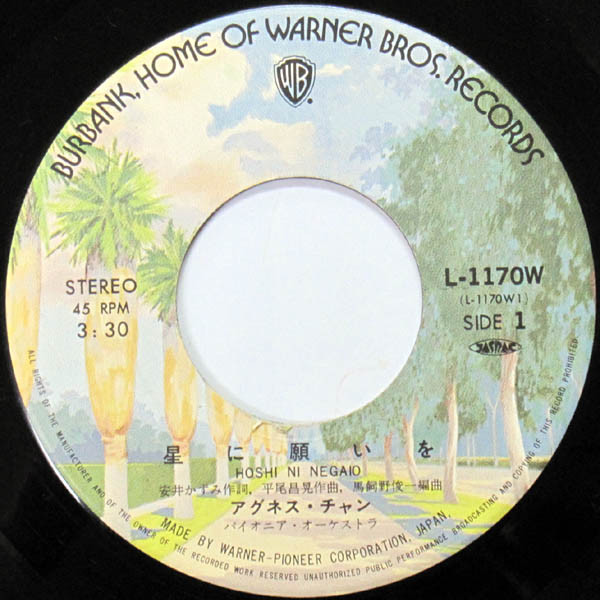 BURBANK, HOME OF WARNER BROS. RECORDS
WB
STEREO
45 RPM
3:30
L-1170W
(L-1170W1)
SIDE 1
JASRAC
星に願いを
HOSHI NI NEGAIO
安井かずみ作詞, 平尾昌晃作曲, 馬飼野俊一編曲
アグネス・チャン
パイオニア・オーケストラ
MADE BY WARNER-PIONEER CORPORATION, JAPAN.
ALL RIGHTS OF THE MANUFACTURER AND OF THE OWNER OF THE RECORDED WORK RESERVED UNAUTHORIZED PUBLIC PERFORMANCE BROADCASTING AND COPYING OF THIS RECORD PROHIBITED